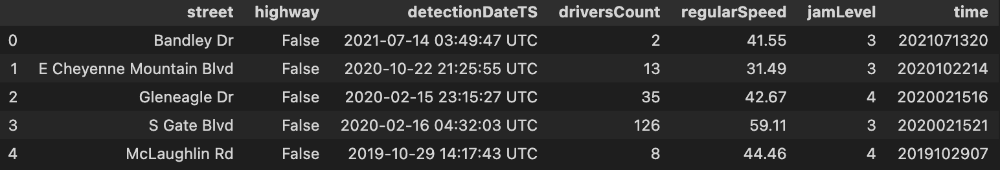 street highway detectionDateTS driversCount regularSpeed jamLevel time
0 Bandley Dr False 2021-07-14 03:49:47 UTC 2 41.55 3 2021071320
1 E Cheyenne Mountain Blvd False 2020-10-22 21:25:55 UTC 13 31.49 3 2020102214
2 Gleneagle Dr False 2020-02-15 23:15:27 UTC 35 42.67 4 2020021516
3 S Gate Blvd False 2020-02-16 04:32:03 UTC 126 59.11 3 2020021521
4 McLaughlin Rd False 2019-10-29 14:17:43 UTC 8 44.46 4 2019102907